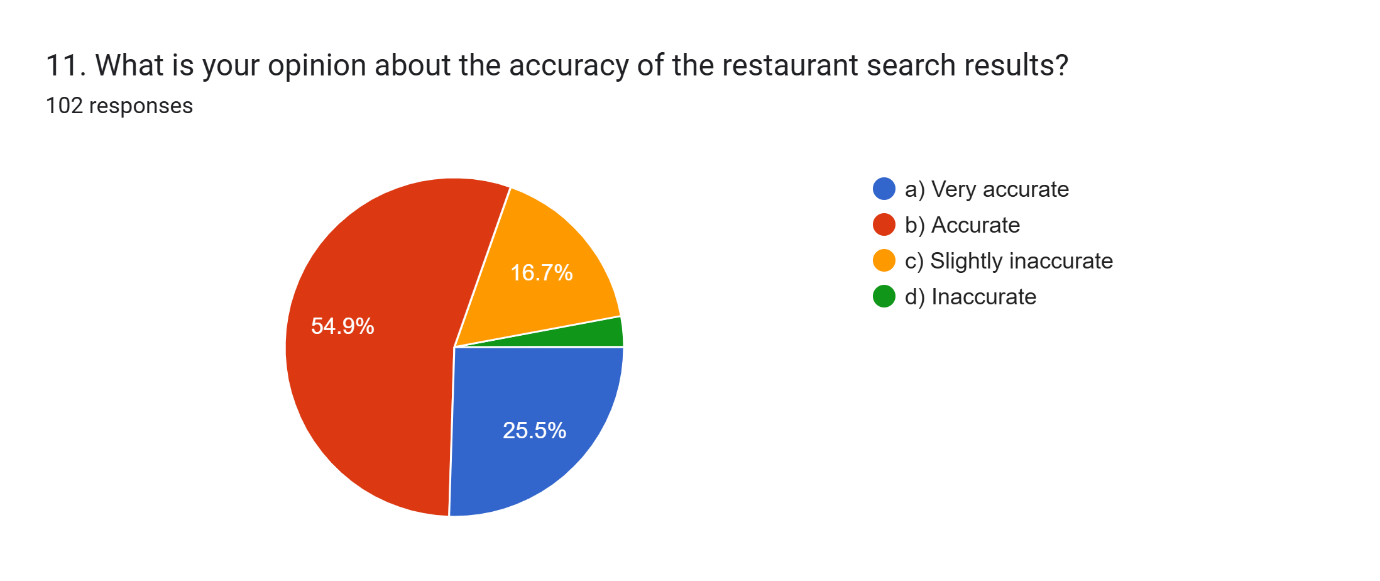 11. What is your opinion about the accuracy of the restaurant search results?
102 responses
16.7%
54.9%
25.5%
a) Very accurate
b) Accurate
c) Slightly inaccurate
d) Inaccurate